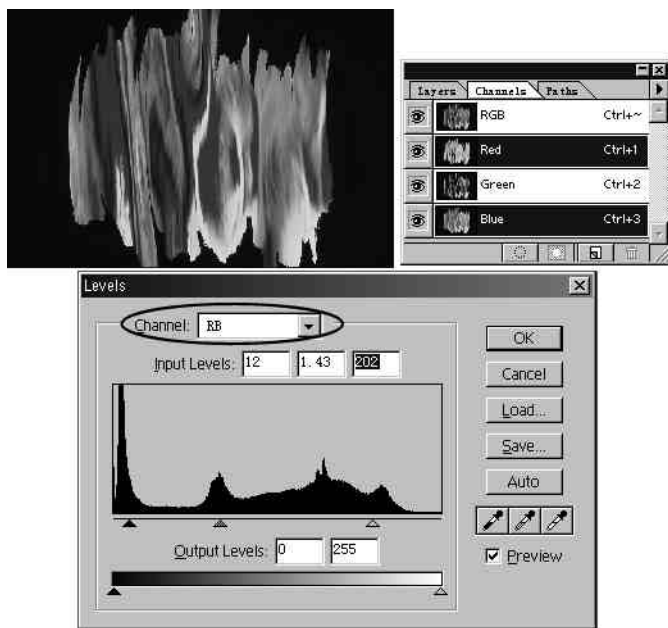 Layers Channels Paths
RGB Ctrl+~
Red Ctrl+1
Green Ctrl+2
Blue Ctrl+3
Levels
Channel: RB
Input Levels: 12 1.43 202
OK
Cancel
Load...
Save...
Auto
Output Levels: 0 255
Preview